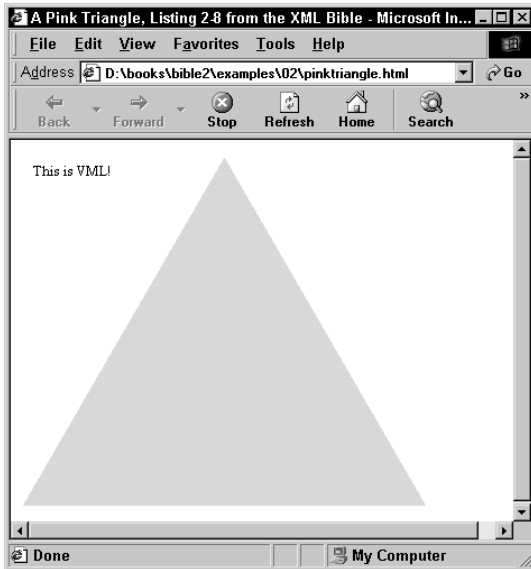 A Pink Triangle, Listing 2-8 from the XML Bible - Microsoft In...
File Edit View Favorites Tools Help
Address D:\books\bible2\examples\02\pinktriangle.html Go
Back Forward Stop Refresh Home Search »
This is VML!
Done My Computer